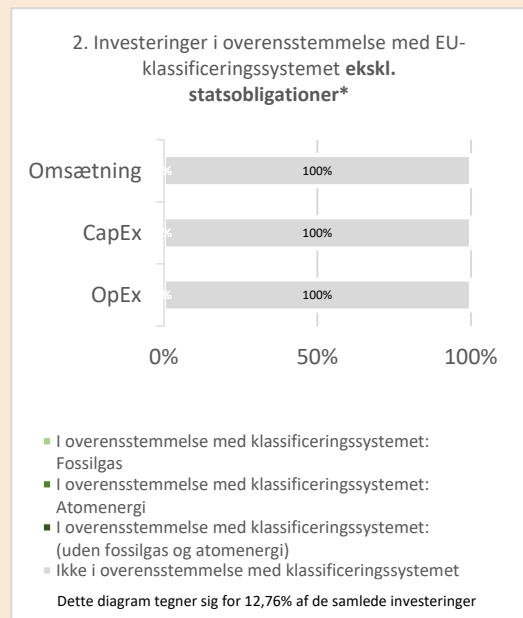 2. Investeringer i overensstemmelse med EU-
klassificeringssystemet ekskl.
statsobligationer*
Omsætning
%
100%
CapEx
%
100%
OpEx
%
100%
0%
50%
100%
I overensstemmelse med klassificeringssystemet:
Fossilgas
I overensstemmelse med klassificeringssystemet:
Atomenergi
I overensstemmelse med klassificeringssystemet:
(uden fossilgas og atomenergi)
Ikke i overensstemmelse med klassificeringssystemet
Dette diagram tegner sig for 12,76% af de samlede investeringer